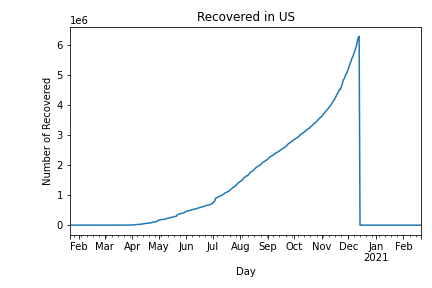 Recovered in US
1e6
6
5
4
3
2
1
0
Number of Recovered
Feb Mar Apr May Jun Jul Aug Sep Oct Nov Dec Jan Feb
2021
Day